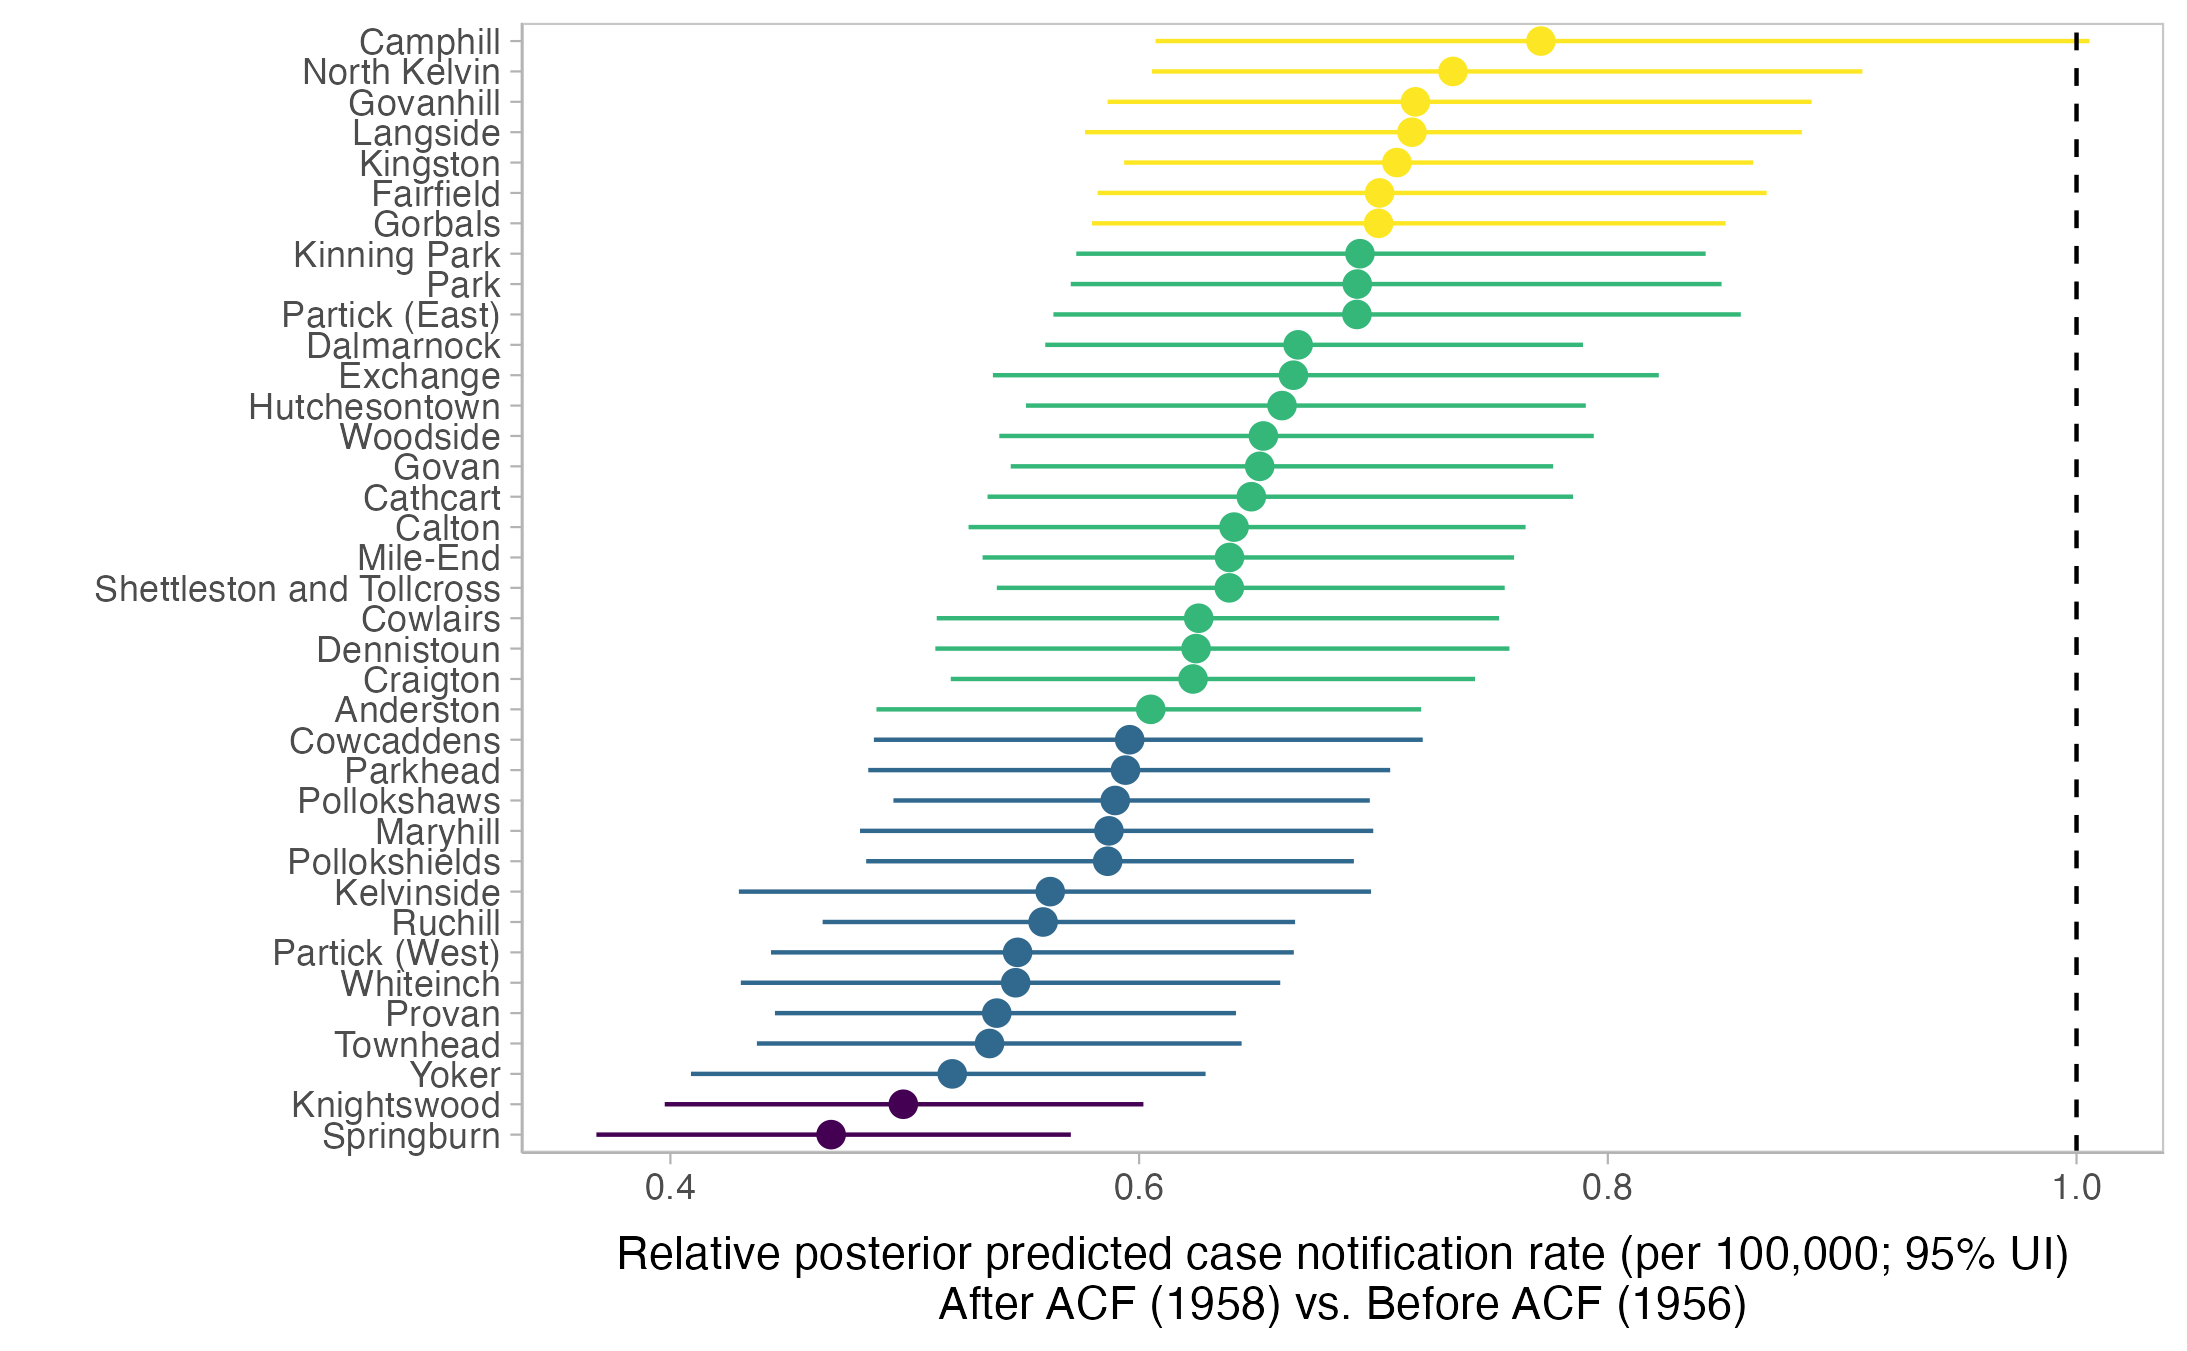 Camphill
North Kelvin
Govanhill
Langside
Kingston
Fairfield
Gorbals
Kinning Park
Park
Partick (East)
Dalmarnock
Exchange
Hutchesontown
Woodside
Govan
Cathcart
Calton
Mile-End
Shettleston and Tollcross
Cowlairs
Dennistoun
Craigton
Anderston
Cowcaddens
Parkhead
Pollokshaws
Maryhill
Pollokshields
Kelvinside
Ruchill
Partick (West)
Whiteinch
Provan
Townhead
Yoker
Knightswood
Springburn
0.4 0.6 0.8 1.0
Relative posterior predicted case notification rate (per 100,000; 95% UI)
After ACF (1958) vs. Before ACF (1956)